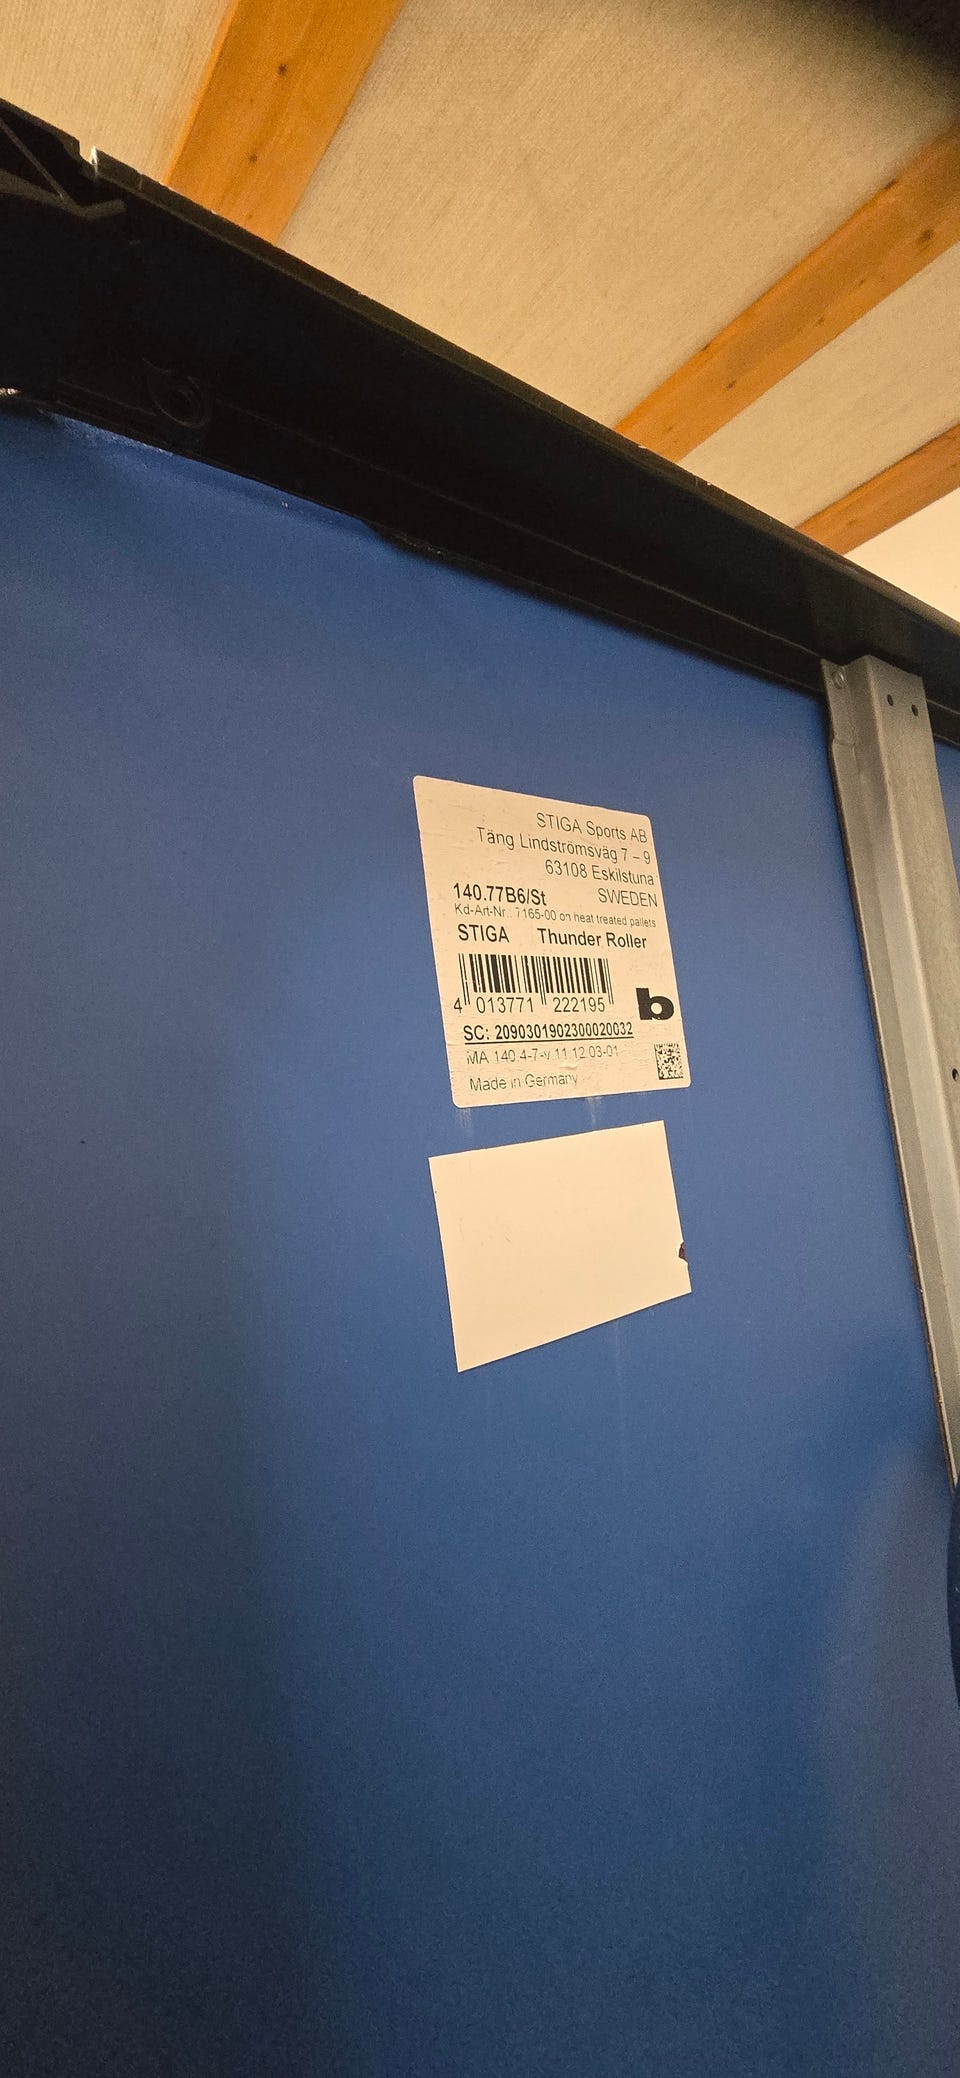 STIGA Sports AB
Täng Lindströmsväg 7 – 9
63108 Eskilstuna
140.77B6/St SWEDEN
Kd-Art-Nr.: 7165-00 on heat treated pallets
STIGA Thunder Roller
4 013771 222195
b
SC: 2090301902300020032
MA 140.4-7-v 11.12.03-01
Made in Germany